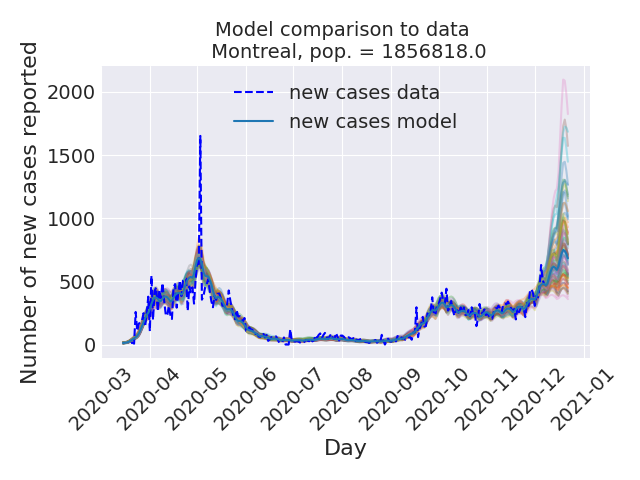 Model comparison to data
Montreal, pop. = 1856818.0
new cases data
new cases model
Number of new cases reported
2000
1500
1000
500
0
2020-03
2020-04
2020-05
2020-06
2020-07
2020-08
2020-09
2020-10
2020-11
2020-12
2021-01
Day